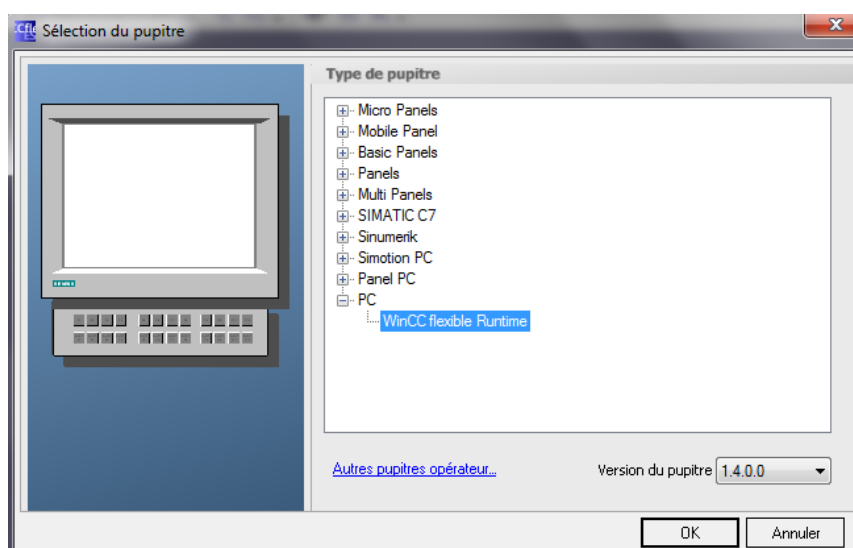 Sélection du pupitre
Type de pupitre
Micro Panels
Mobile Panel
Basic Panels
Panels
Multi Panels
SIMATIC C7
Sinumerik
Simotion PC
Panel PC
PC
WinCC flexible Runtime
Autres pupitres opérateur...
Version du pupitre 1.4.0.0
OK Annuler